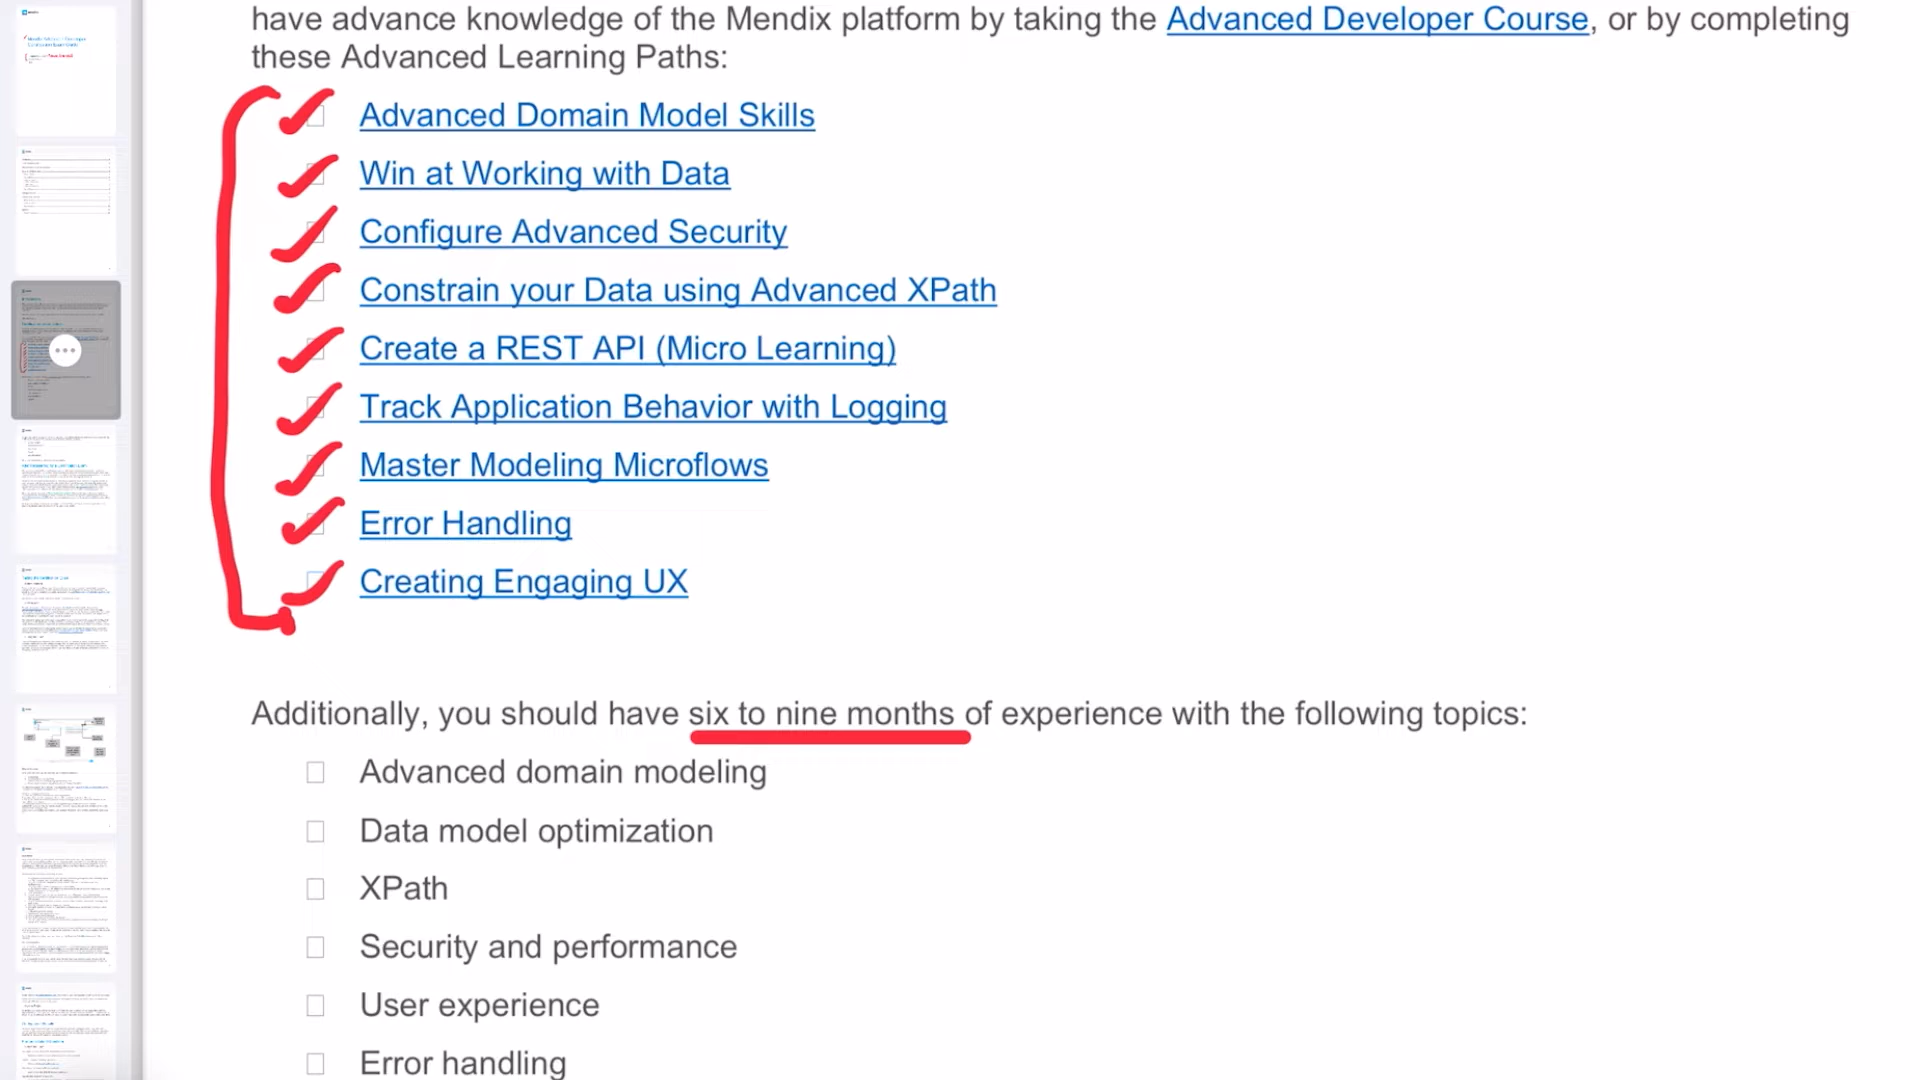 have advance knowledge of the Mendix platform by taking the Advanced Developer Course, or by completing
these Advanced Learning Paths:
Advanced Domain Model Skills
Win at Working with Data
Configure Advanced Security
Constrain your Data using Advanced XPath
Create a REST API (Micro Learning)
Track Application Behavior with Logging
Master Modeling Microflows
Error Handling
Creating Engaging UX
Additionally, you should have six to nine months of experience with the following topics:
Advanced domain modeling
Data model optimization
XPath
Security and performance
User experience
Error handling